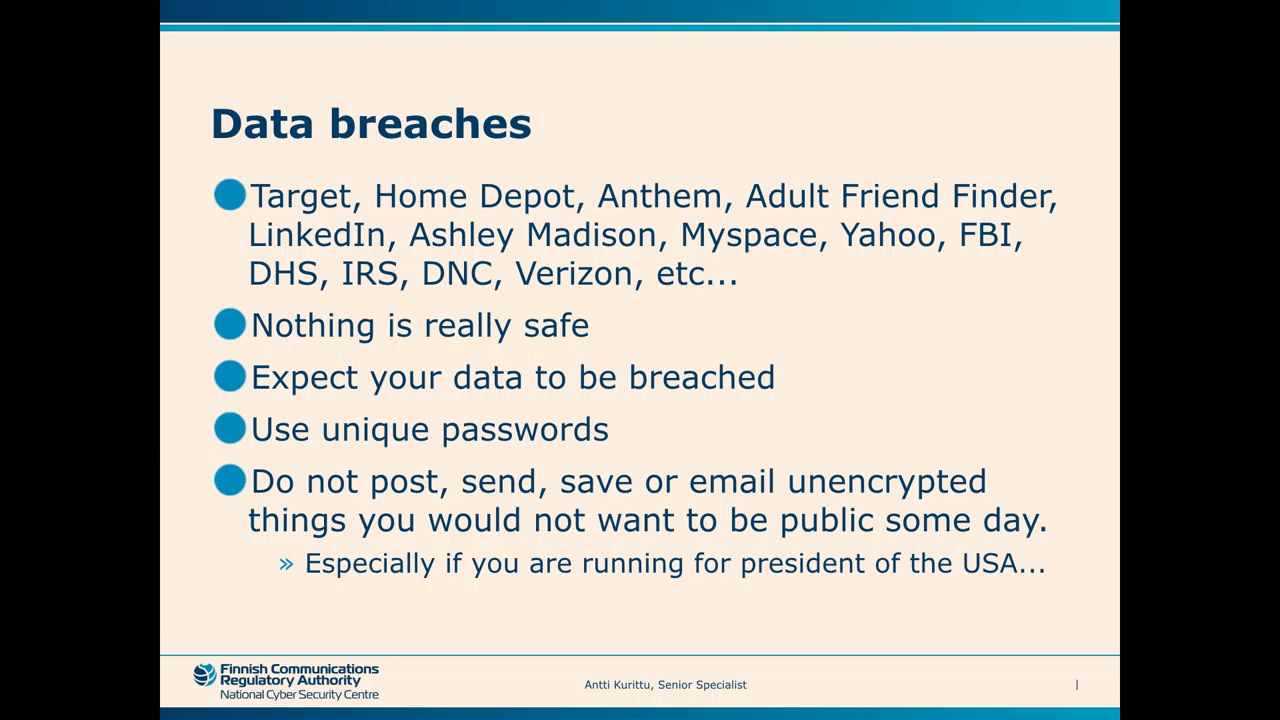 Data breaches
Target, Home Depot, Anthem, Adult Friend Finder,
LinkedIn, Ashley Madison, Myspace, Yahoo, FBI,
DHS, IRS, DNC, Verizon, etc...
Nothing is really safe
Expect your data to be breached
Use unique passwords
Do not post, send, save or email unencrypted
things you would not want to be public some day.
» Especially if you are running for president of the USA...
Finnish Communications
Regulatory Authority
National Cyber Security Centre
Antti Kurittu, Senior Specialist
|